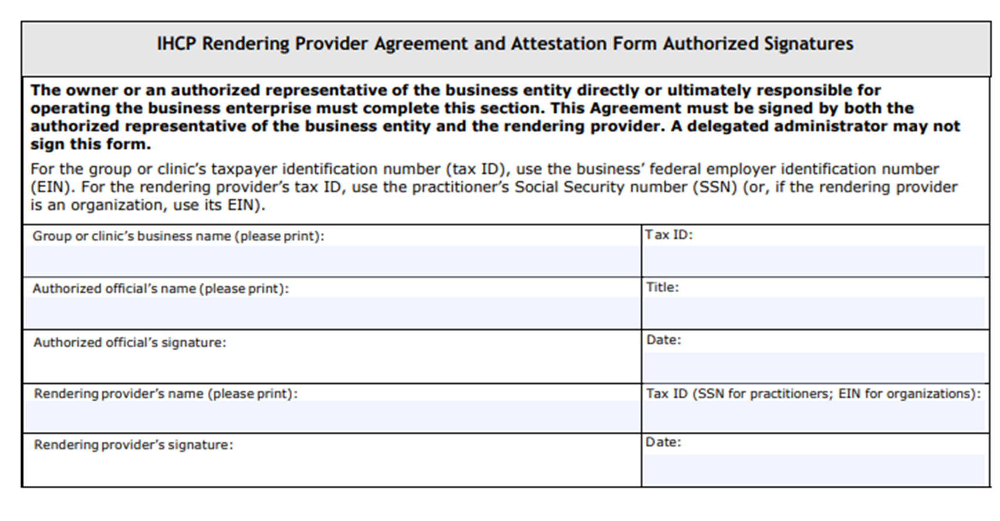 IHCP Rendering Provider Agreement and Attestation Form Authorized Signatures
The owner or an authorized representative of the business entity directly or ultimately responsible for
operating the business enterprise must complete this section. This Agreement must be signed by both the
authorized representative of the business entity and the rendering provider. A delegated administrator may not
sign this form.
For the group or clinic’s taxpayer identification number (tax ID), use the business’ federal employer identification number
(EIN). For the rendering provider’s tax ID, use the practitioner’s Social Security number (SSN) (or, if the rendering provider
is an organization, use its EIN).
Group or clinic’s business name (please print):
Tax ID:
Authorized official’s name (please print):
Title:
Authorized official’s signature:
Date:
Rendering provider’s name (please print):
Tax ID (SSN for practitioners; EIN for organizations):
Rendering provider’s signature:
Date: